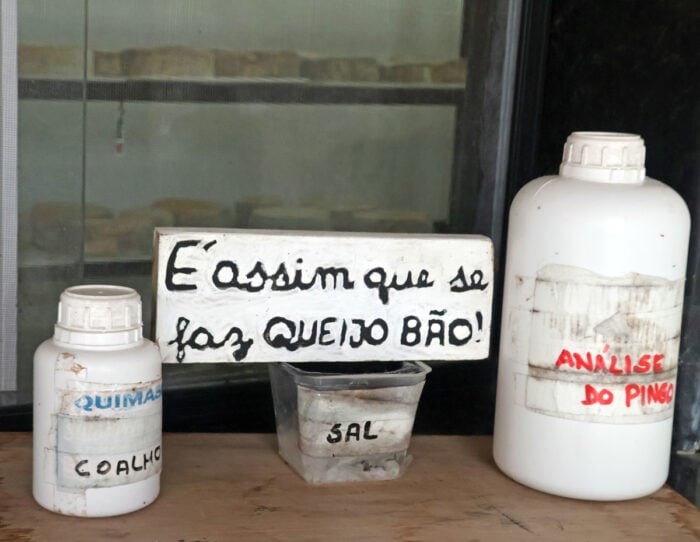 É assim que se
faz QUEIJO BÃO!
QUIMAS
COALHO
SAL
ANÁLISE
DO PINGO